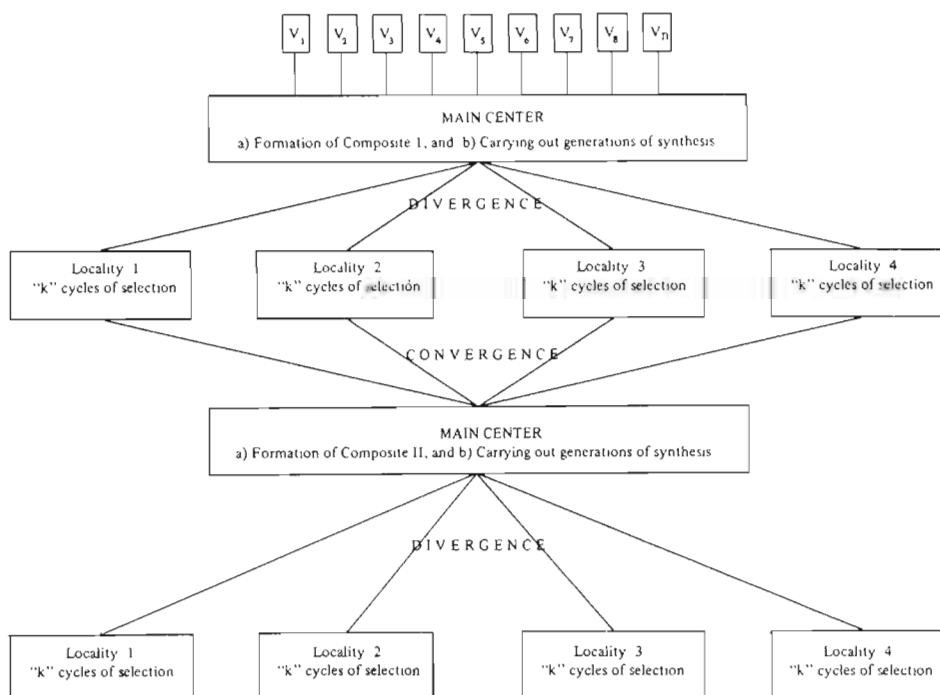 V1 V2 V3 V4 V5 V6 V7 V8 Vn
MAIN CENTER
a) Formation of Composite I, and b) Carrying out generations of synthesis
DIVERGENCE
Locality 1
"k" cycles of selection
Locality 2
"k" cycles of selection
Locality 3
"k" cycles of selection
Locality 4
"k" cycles of selection
CONVERGENCE
MAIN CENTER
a) Formation of Composite II, and b) Carrying out generations of synthesis
DIVERGENCE
Locality 1
"k" cycles of selection
Locality 2
"k" cycles of selection
Locality 3
"k" cycles of selection
Locality 4
"k" cycles of selection